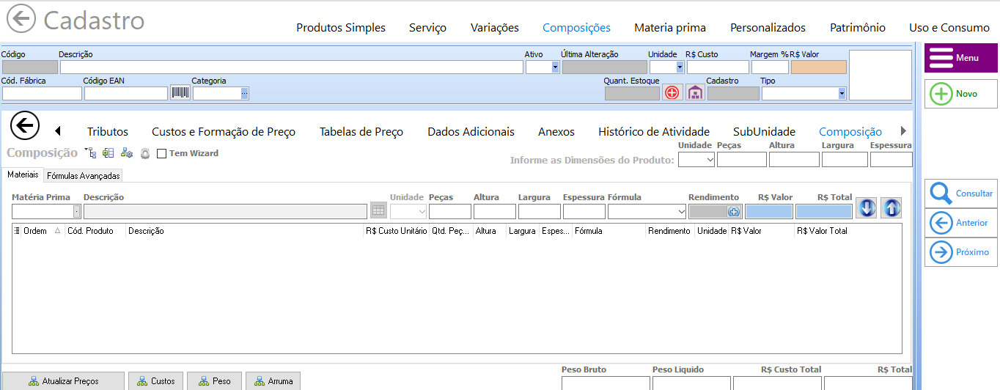 Cadastro
Produtos Simples Serviço Variações Composições Materia prima Personalizados Patrimônio Uso e Consumo
Código Descrição Ativo Última Alteração Unidade R$ Custo Margem % R$ Valor
Menu
Cód. Fábrica Código EAN Categoria Quant. Estoque Cadastro Tipo
Novo
Tributos Custos e Formação de Preço Tabelas de Preço Dados Adicionais Anexos Histórico de Atividade SubUnidade Composição
Composição Tem Wizard Informe as Dimensões do Produto: Unidade Peças Altura Largura Espessura
Materiais Fórmulas Avançadas
Matéria Prima Descrição Unidade Peças Altura Largura Espessura Fórmula Rendimento R$ Valor R$ Total
Consultar
Ordem Cód. Produto Descrição R$ Custo Unitário Qtd. Peç... Altura Largura Espes... Fórmula Rendimento Unidade R$ Valor R$ Valor Total
Anterior
Próximo
Peso Bruto Peso Liquido R$ Custo Total R$ Total
Atualizar Preços Custos Peso Arruma